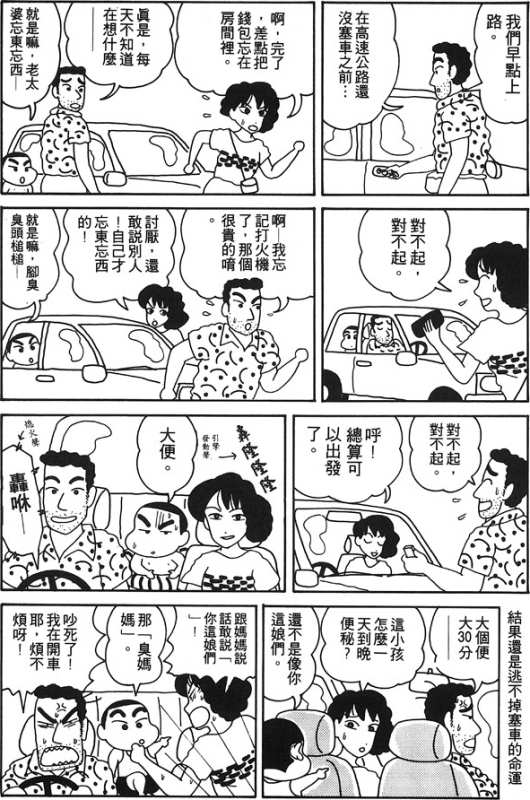 我們早點上
路。
在高速公路還
沒塞車之前…
啊,完了
,差點把
錢包忘在
房間裡。
真是,每
天不知道
在想什麼
──
就是嘛,老太
婆忘東忘西──
對不起,
對不起。
啊─我忘
記打火機
了,那個
很貴的唷
。
討厭,還
敢說別人
!自己才
忘東忘西
的!
就是嘛,腳臭
臭頭槌槌──
對不起,
對不起。
呼!
總算可
以出發
了。
轟隆隆隆
引擎
發動聲
大便。
熄火聲
轟咻──
結果還是逃不掉塞車的命運
大個便
大30分
──
這小孩
怎麼一
天到晚
便秘?
還不是像你
這娘們。
跟媽媽說
話敢說「
你這娘們
」!
那「臭媽
媽」。
吵死了!
我在開車
耶,煩不
煩呀!